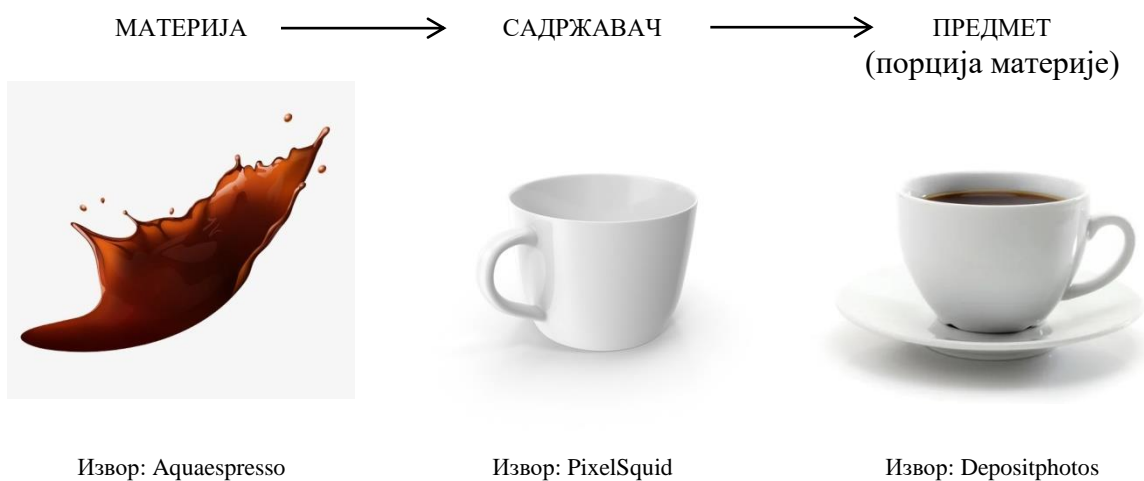 МАТЕРИЈА САДРЖАВАЧ ПРЕДМЕТ
(порција материје)
Извор: Aquaespresso Извор: PixelSquid Извор: Depositphotos